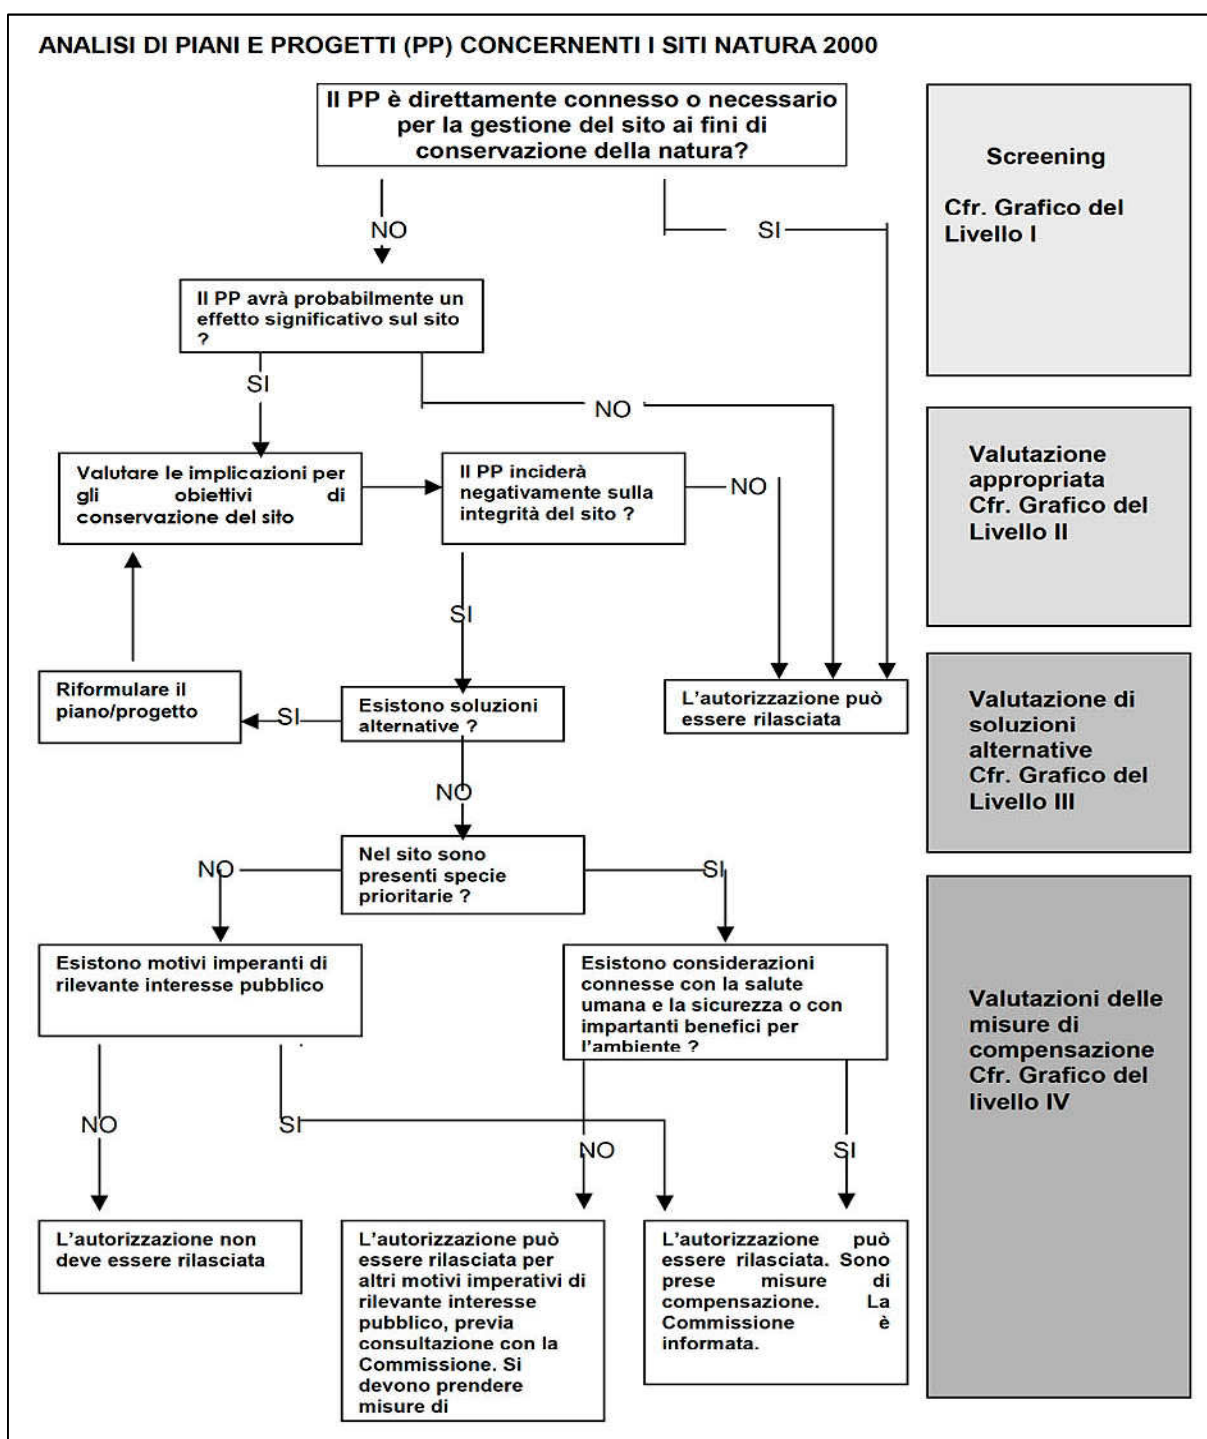 ANALISI DI PIANI E PROGETTI (PP) CONCERNENTI I SITI NATURA 2000
Il PP è direttamente connesso o necessario
per la gestione del sito ai fini di
conservazione della natura?
Screening
Cfr. Grafico del
Livello I
NO
SI
Il PP avrà probabilmente un
effetto significativo sul sito
?
SI
NO
Valutare le implicazioni per
gli obiettivi di
conservazione del sito
Il PP inciderà
negativamente sulla
integrità del sito ?
NO
Valutazione
appropriata
Cfr. Grafico del
Livello II
SI
Riformulare il
piano/progetto
SI
Esistono soluzioni
alternative ?
L'autorizzazione può
essere rilasciata
Valutazione di
soluzioni
alternative
Cfr. Grafico del
Livello III
NO
Nel sito sono
presenti specie
prioritarie ?
NO
SI
Esistono motivi imperanti di
rilevante interesse pubblico
Esistono considerazioni
connesse con la salute
umana e la sicurezza o con
impartanti benefici per
l'ambiente ?
Valutazioni delle
misure di
compensazione
Cfr. Grafico del
livello IV
NO
SI
NO
SI
L'autorizzazione non
deve essere rilasciata
L'autorizzazione può
essere rilasciata per
altri motivi imperativi di
rilevante interesse
pubblico, previa
consultazione con la
Commissione. Si
devono prendere
misure di
L'autorizzazione può
essere rilasciata. Sono
prese misure di
compensazione. La
Commissione è
informata.